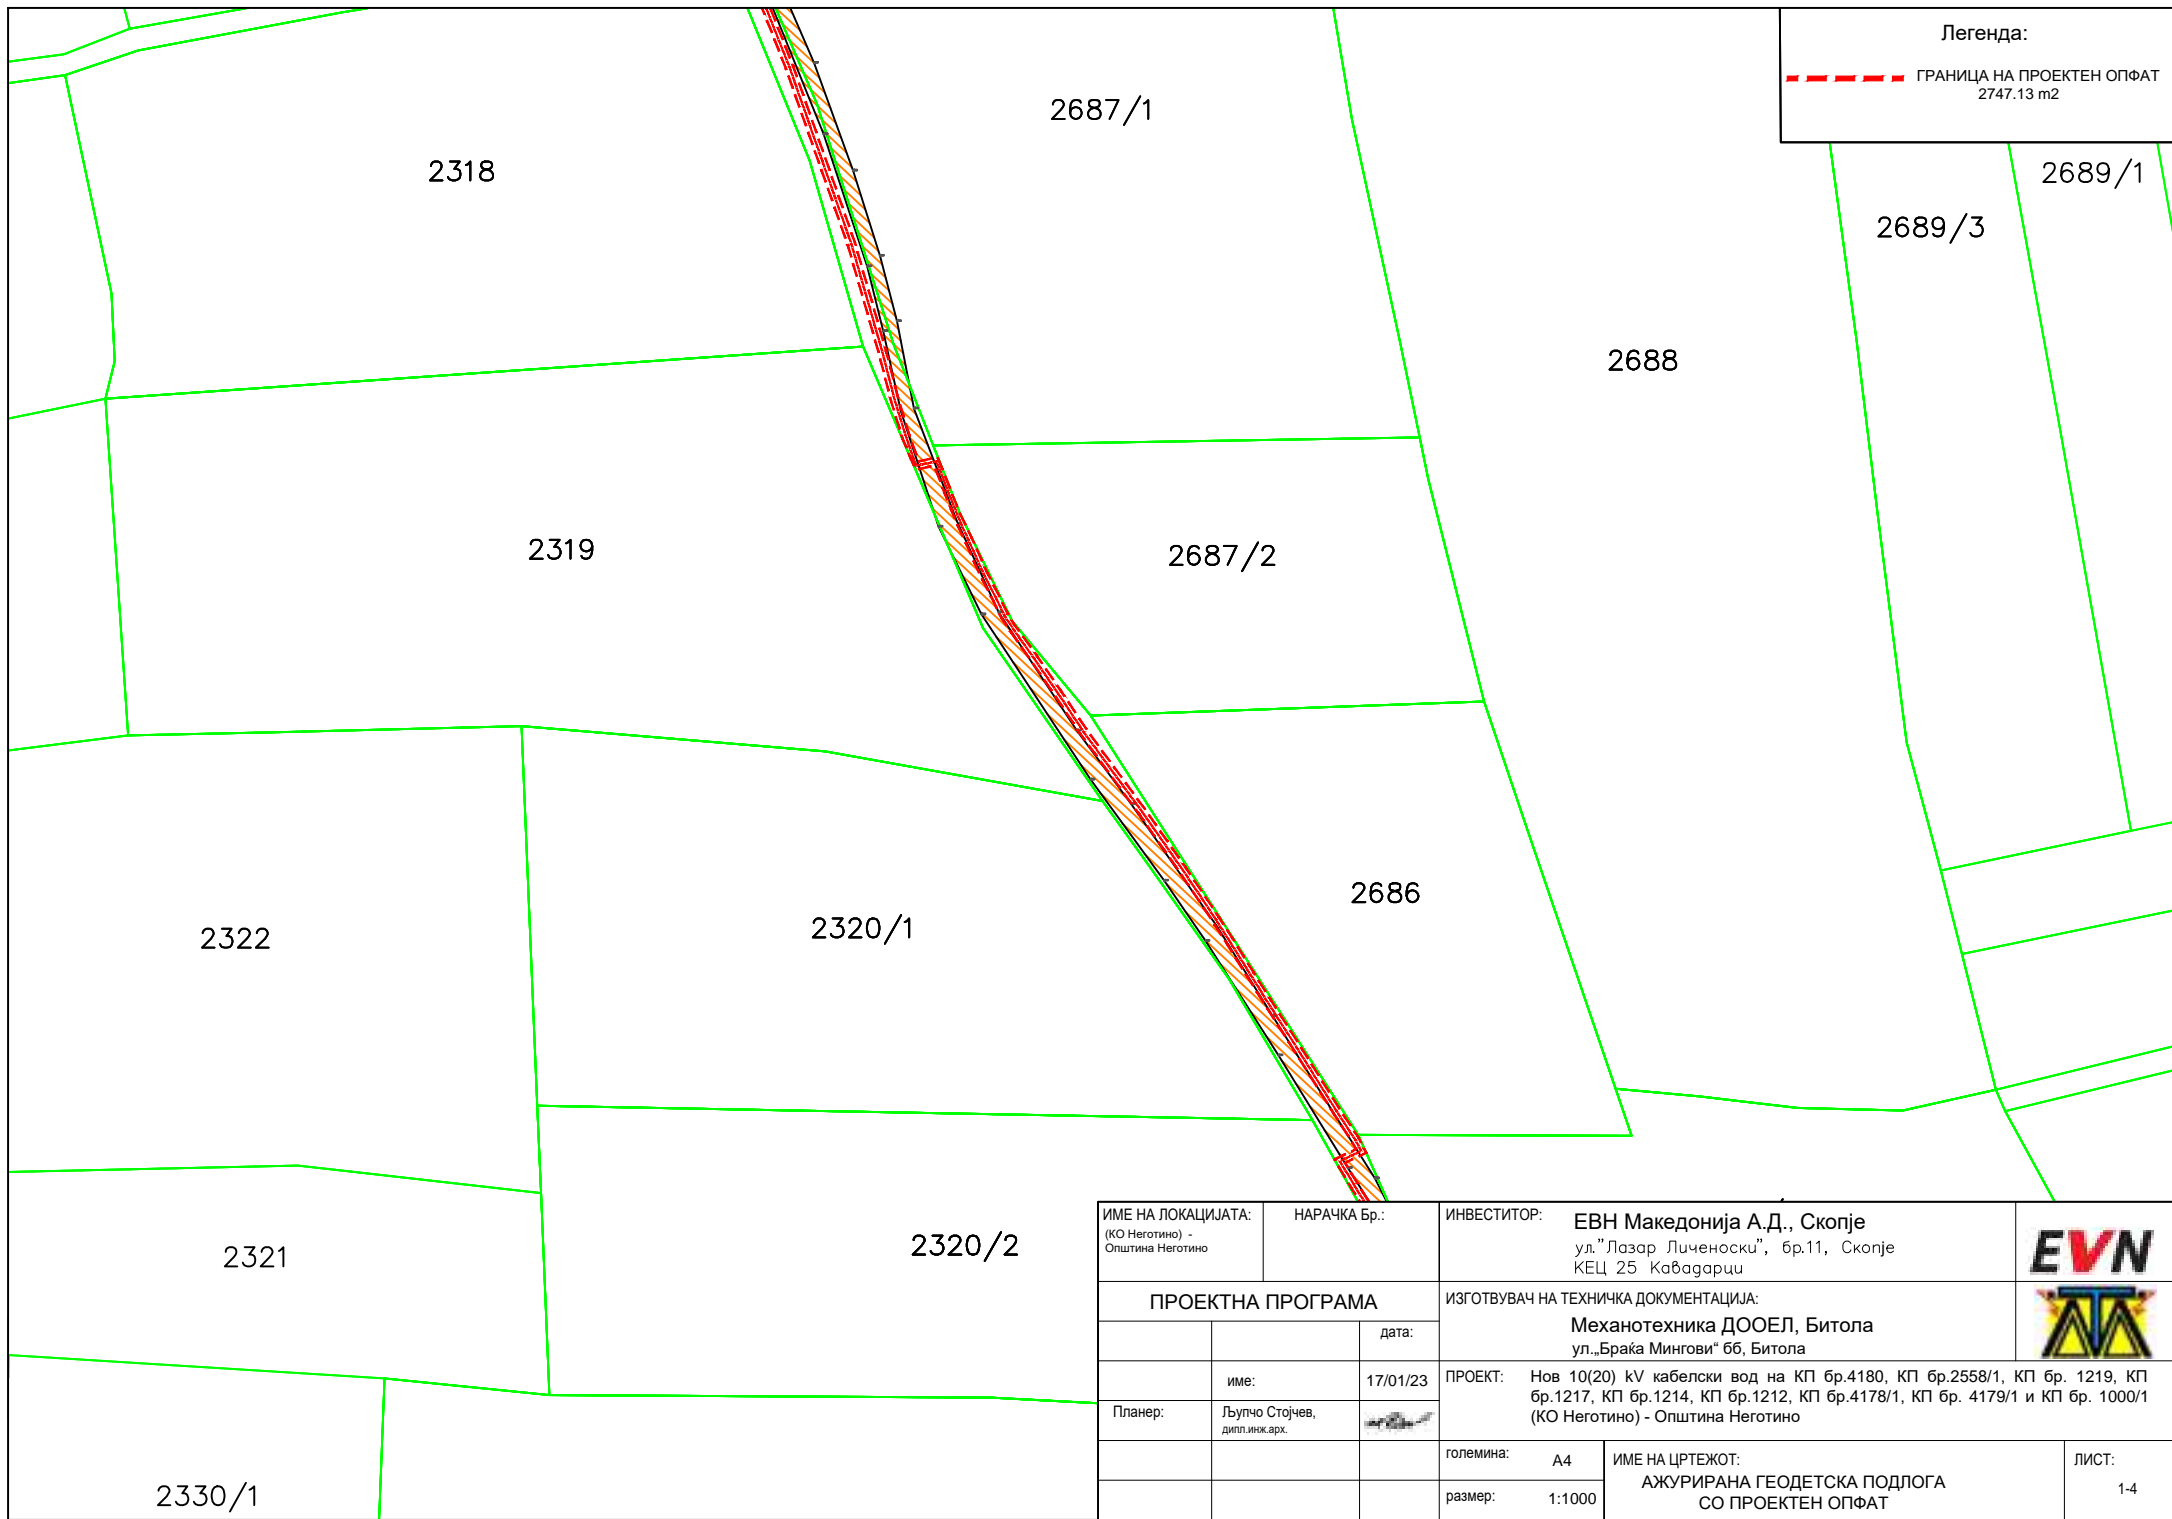 Легенда:
ГРАНИЦА НА ПРОЕКТЕН ОПФАТ
2747.13 m2
2687/1
2318
2689/1
2689/3
2688
2319
2687/2
2686
2322
2320/1
2321
2320/2
2330/1
ИМЕ НА ЛОКАЦИЈАТА:
(КО Неготино) -
Општина Неготино
НАРАЧКА Бр.:
ИНВЕСТИТОР:
ЕВН Македонија А.Д., Скопје
ул."Лазар Личеноски", бр.11, Скопје
КЕЦ 25 Кавадарци
EVN
ПРОЕКТНА ПРОГРАМА
ИЗГОТВУВАЧ НА ТЕХНИЧКА ДОКУМЕНТАЦИЈА:
Механотехника ДООЕЛ, Битола
ул.„Браќа Мингови“ бб, Битола
дата:
име:
17/01/23
ПРОЕКТ:
Нов 10(20) kV кабелски вод на КП бр.4180, КП бр.2558/1, КП бр. 1219, КП
бр.1217, КП бр.1214, КП бр.1212, КП бр.4178/1, КП бр. 4179/1 и КП бр. 1000/1
(КО Неготино) - Општина Неготино
Планер:
Љупчо Стојчев,
дипл.инж.арх.
големина:
А4
ИМЕ НА ЦРТЕЖОТ:
АЖУРИРАНА ГЕОДЕТСКА ПОДЛОГА
СО ПРОЕКТЕН ОПФАТ
ЛИСТ:
1-4
размер:
1:1000